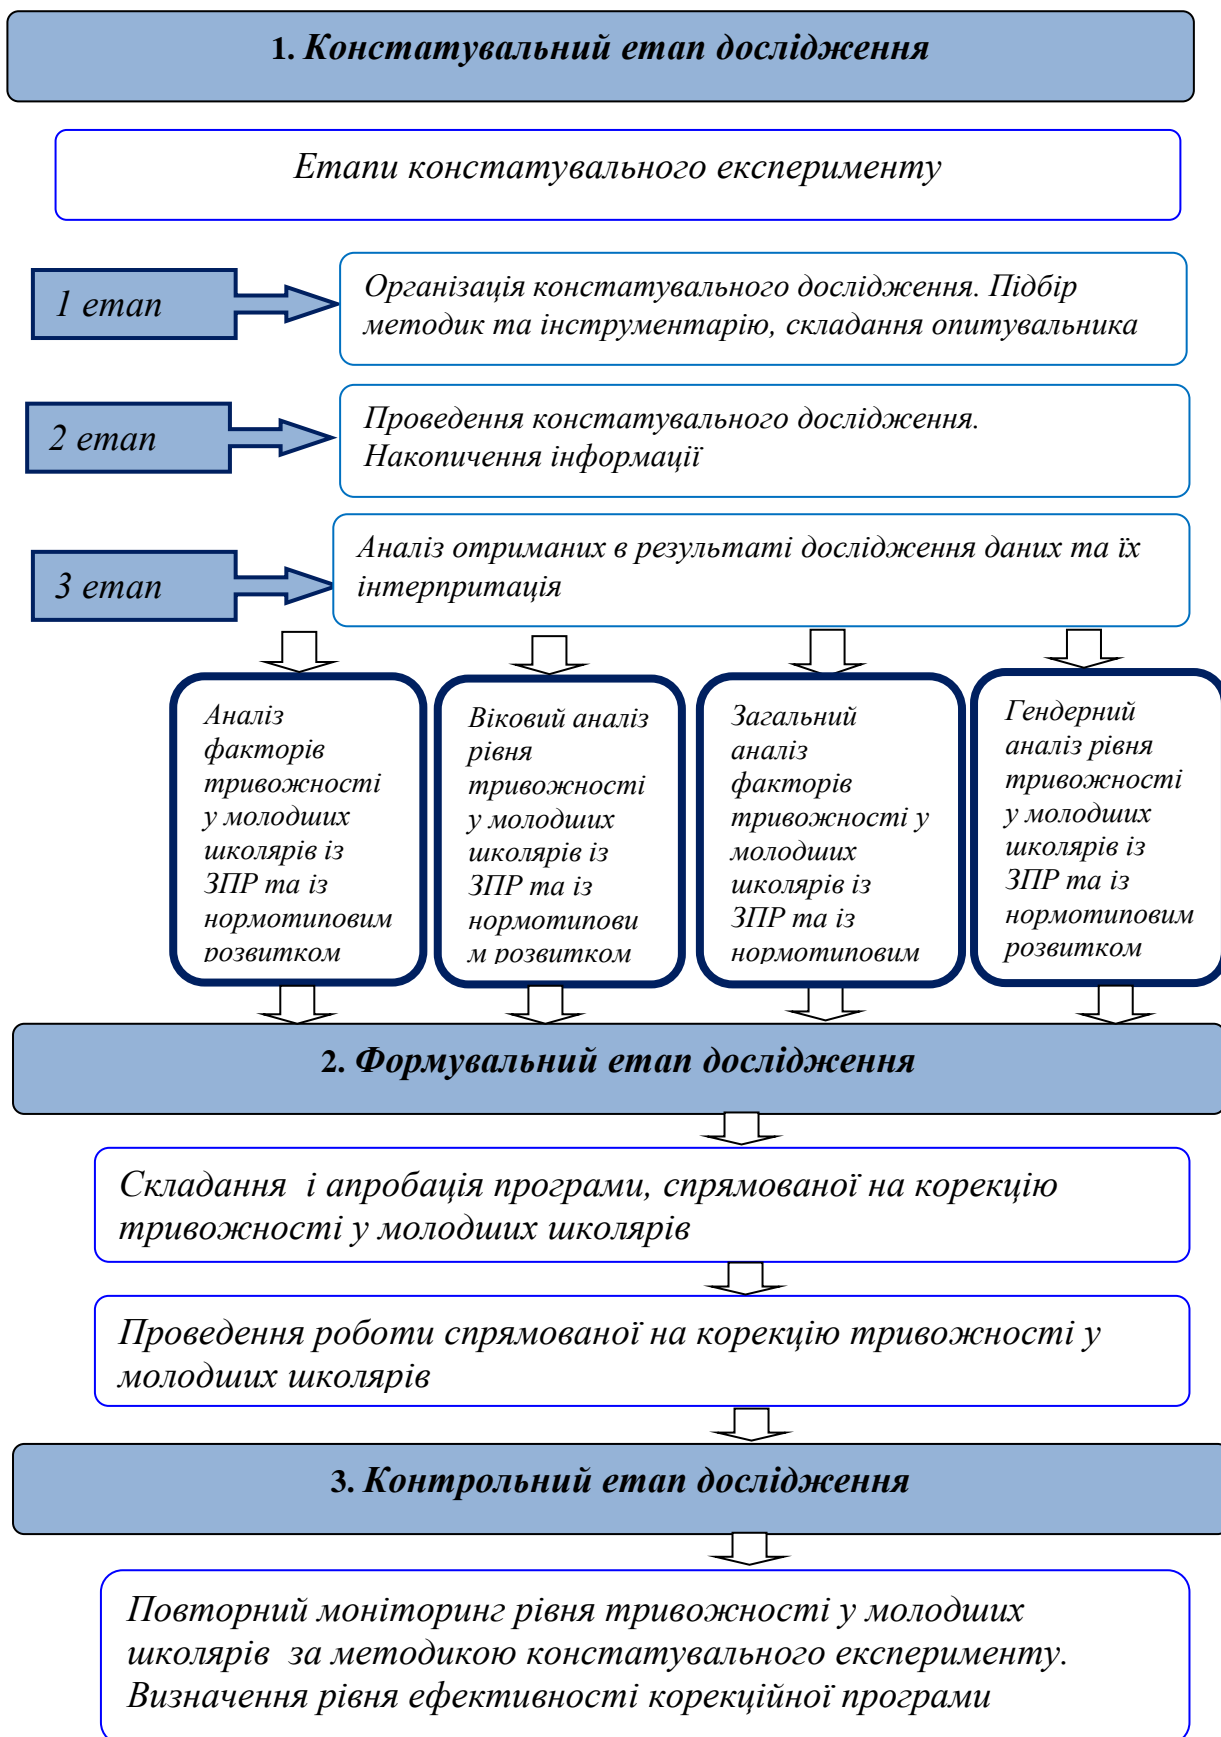 1. Констатувальний етап дослідження
Етапи констатувального експерименту
1 етап
Організація констатувального дослідження. Підбір
методик та інструментарію, складання опитувальника
2 етап
Проведення констатувального дослідження.
Накопичення інформації
3 етап
Аналіз отриманих в результаті дослідження даних та їх
інтерпритація
Аналіз
факторів
тривожності
у молодших
школярів із
ЗПР та із
нормотиповим
розвитком
Віковий аналіз
рівня
тривожності
у молодших
школярів із
ЗПР та із
нормотипови
м розвитком
Загальний
аналіз
факторів
тривожності у
молодших
школярів із
ЗПР та із
нормотиповим
Гендерний
аналіз рівня
тривожності
у молодших
школярів із
ЗПР та із
нормотиповим
розвитком
2. Формувальний етап дослідження
Складання і апробація програми, спрямованої на корекцію
тривожності у молодших школярів
Проведення роботи спрямованої на корекцію тривожності у
молодших школярів
3. Контрольний етап дослідження
Повторний моніторинг рівня тривожності у молодших
школярів за методикою констатувального експерименту.
Визначення рівня ефективності корекційної програми